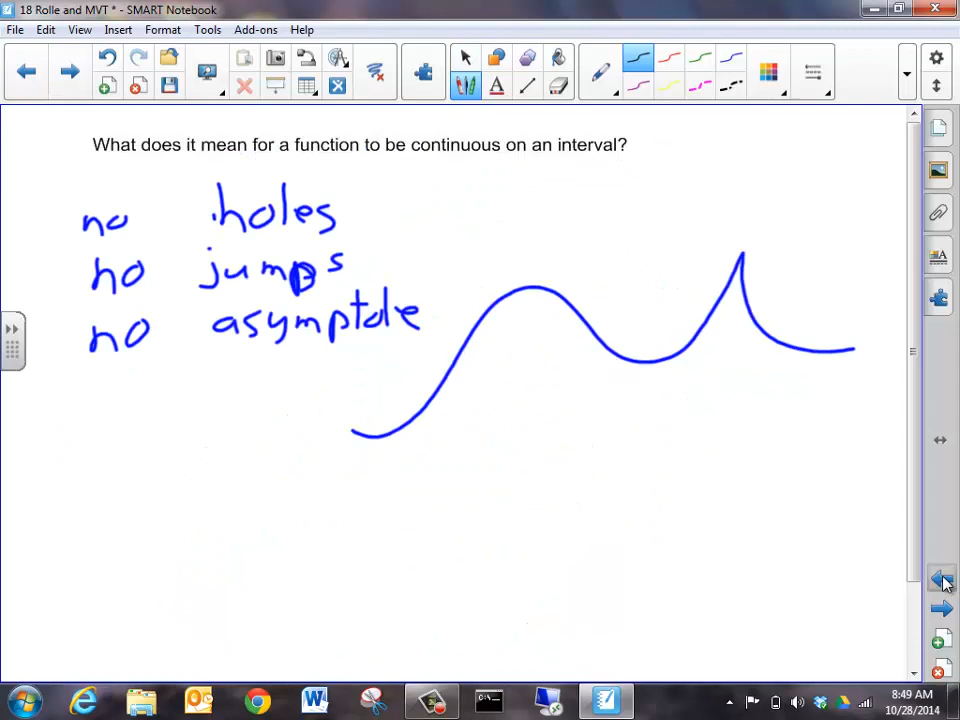 18 Rolle and MVT * - SMART Notebook
File Edit View Insert Format Tools Add-ons Help
What does it mean for a function to be continuous on an interval?
no holes
no jumps
no asymptote
8:49 AM
10/28/2014